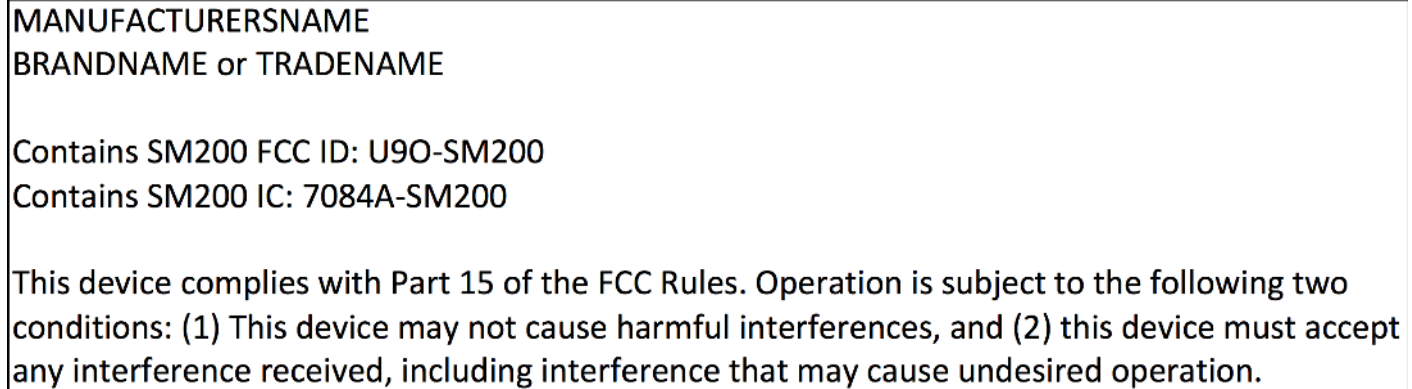 MANUFACTURERSNAME
BRANDNAME or TRADENAME
Contains SM200 FCC ID: U9O-SM200
Contains SM200 IC: 7084A-SM200
This device complies with Part 15 of the FCC Rules. Operation is subject to the following two
conditions: (1) This device may not cause harmful interferences, and (2) this device must accept
any interference received, including interference that may cause undesired operation.